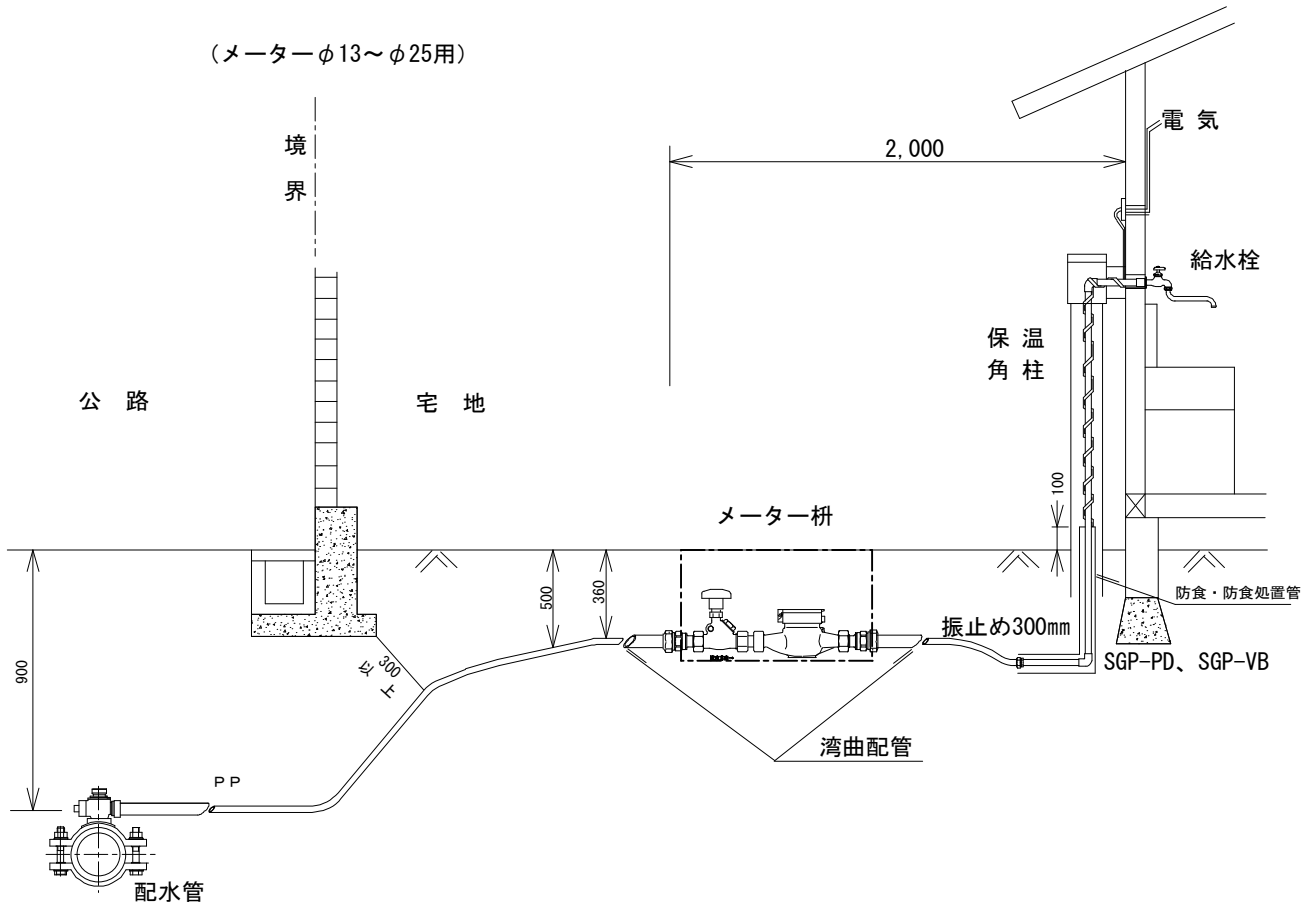 （メーターφ13～φ25用）
境界
電気
2,000
給水栓
保温
角柱
公路
宅地
100
メーター枡
500
360
防食・防食処置管
振止め300mm
SGP-PD、SGP-VB
900
300
以上
湾曲配管
PP
配水管